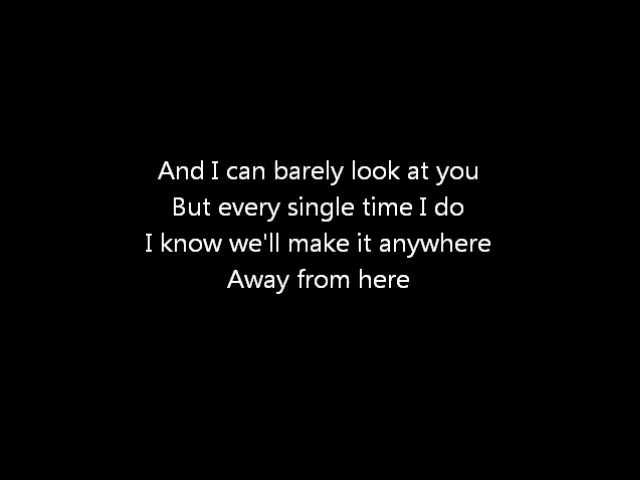 And I can barely look at you
But every single time I do
I know we'll make it anywhere
Away from here